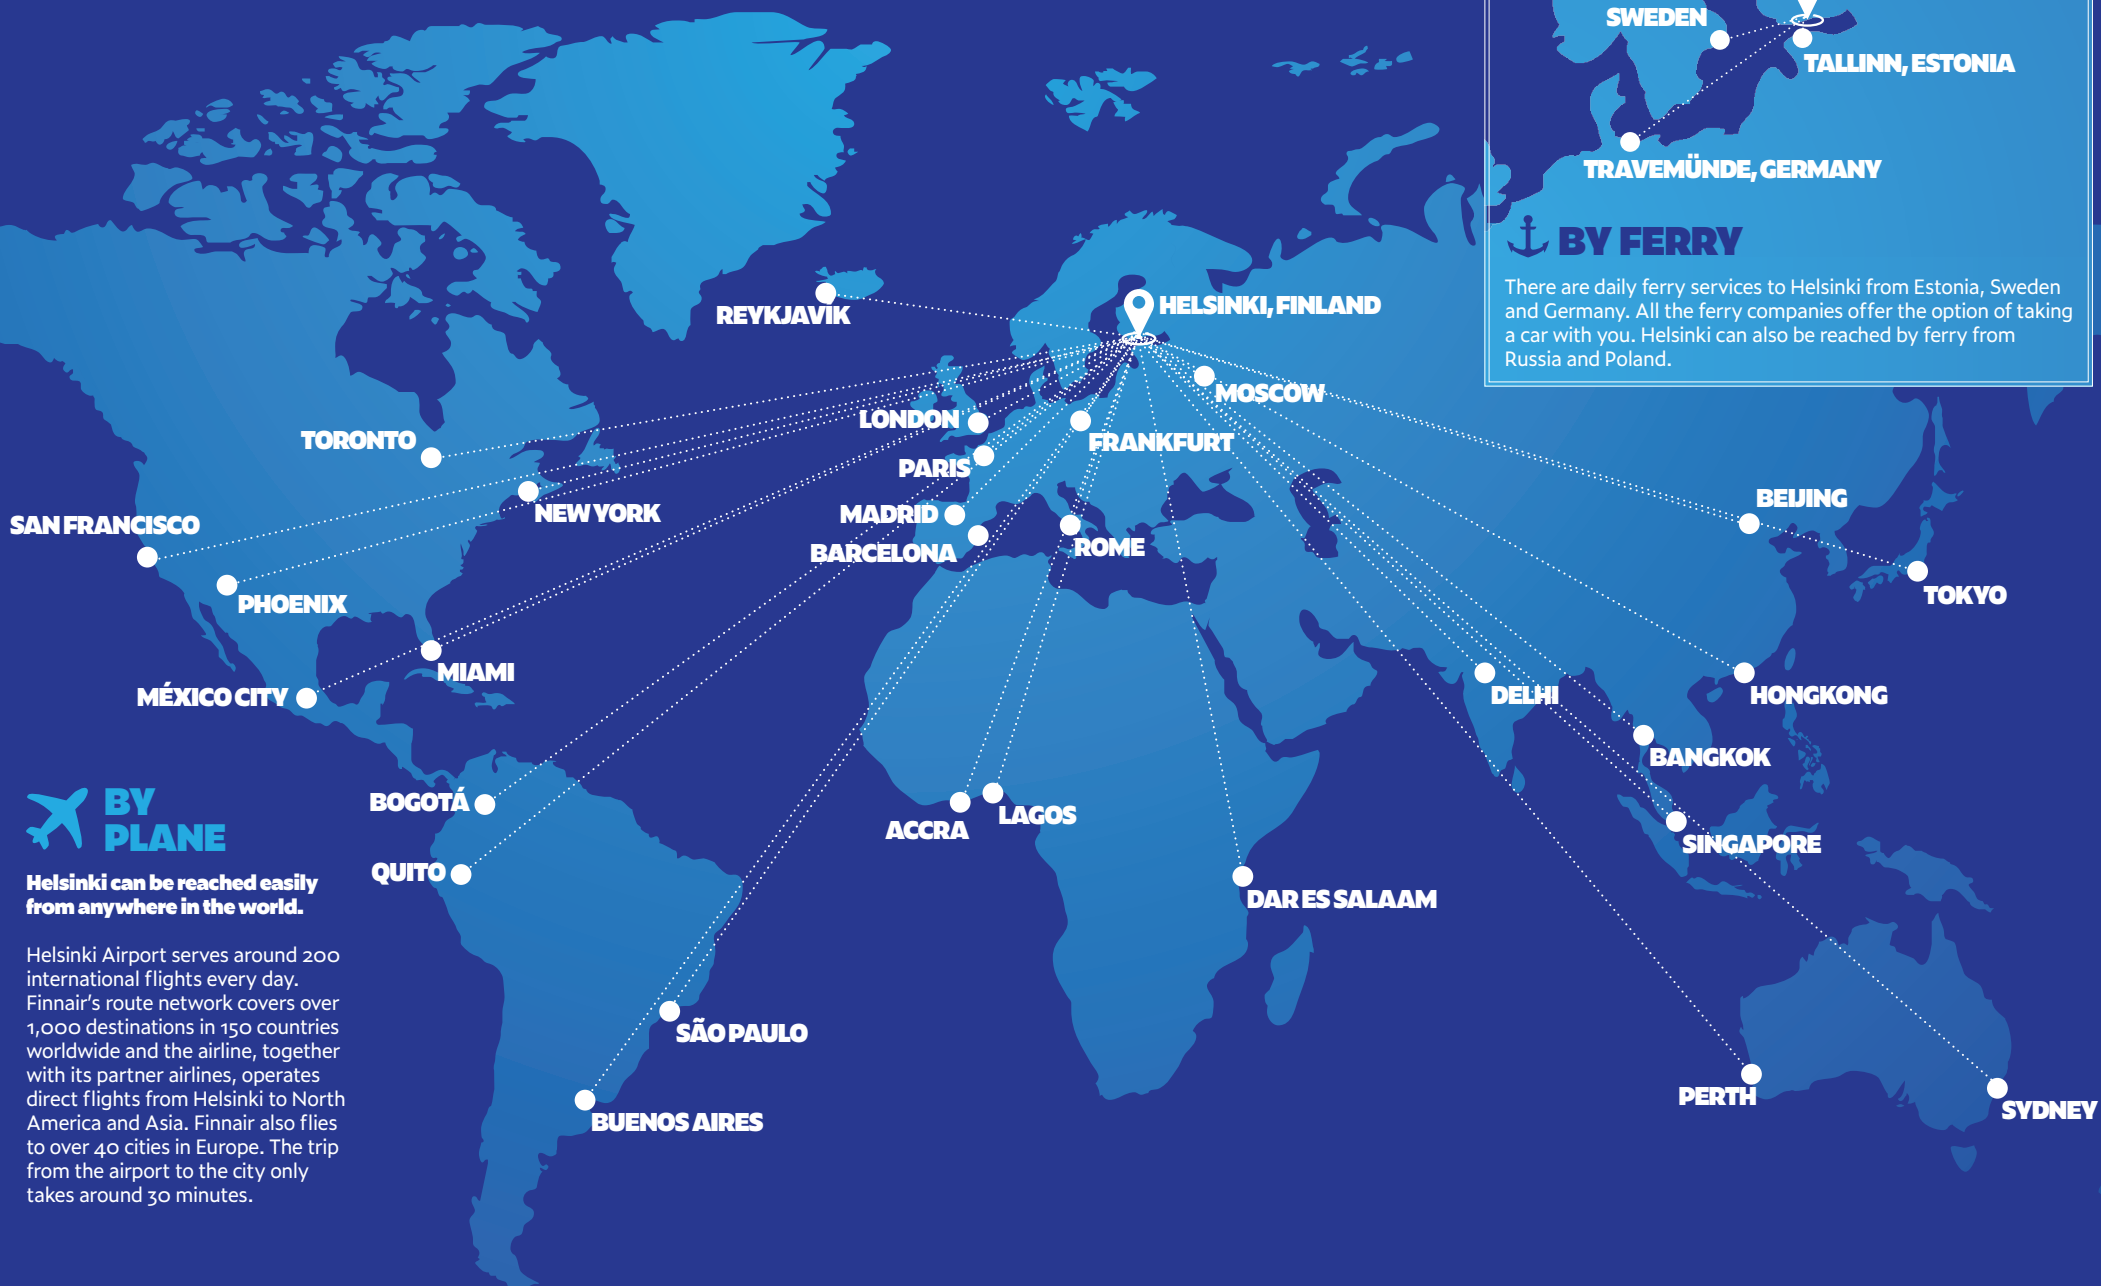 SWEDEN
TALLINN, ESTONIA
TRAVEMÜNDE, GERMANY
BY FERRY
There are daily ferry services to Helsinki from Estonia, Sweden
and Germany. All the ferry companies offer the option of taking
a car with you. Helsinki can also be reached by ferry from
Russia and Poland.
REYKJAVIK
HELSINKI, FINLAND
MOSCOW
LONDON
FRANKFURT
TORONTO
PARIS
BEIJING
NEW YORK
MADRID
SAN FRANCISCO
BARCELONA
ROME
TOKYO
PHOENIX
MIAMI
MÉXICO CITY
DELHI
HONGKONG
BANGKOK
BOGOTÁ
LAGOS
ACCRA
SINGAPORE
QUITO
DAR ES SALAAM
SÃO PAULO
PERTH
SYDNEY
BUENOS AIRES
BY
PLANE
Helsinki can be reached easily
from anywhere in the world.
Helsinki Airport serves around 200
international flights every day.
Finnair's route network covers over
1,000 destinations in 150 countries
worldwide and the airline, together
with its partner airlines, operates
direct flights from Helsinki to North
America and Asia. Finnair also flies
to over 40 cities in Europe. The trip
from the airport to the city only
takes around 30 minutes.